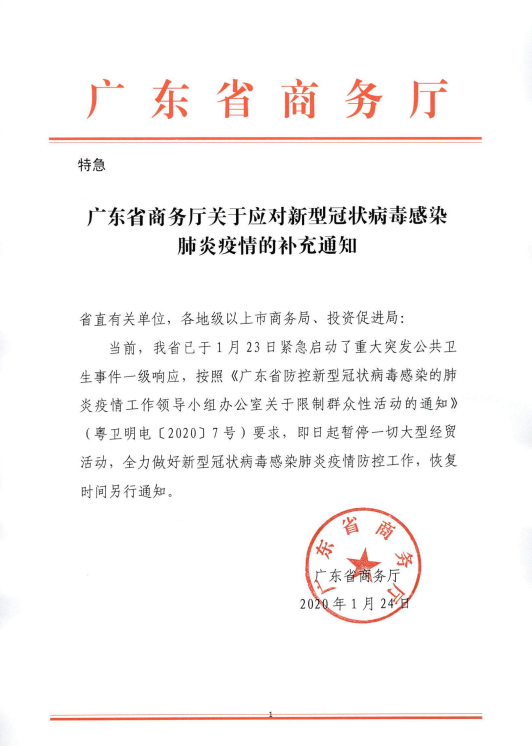 广东省商务厅
特急
广东省商务厅关于应对新型冠状病毒感染
肺炎疫情的补充通知
省直有关单位，各地级以上市商务局、投资促进局：
当前，我省已于1月23日紧急启动了重大突发公共卫
生事件一级响应，按照《广东省防控新型冠状病毒感染的肺
炎疫情工作领导小组办公室关于限制群众性活动的通知》
（粤卫明电〔2020〕7号）要求，即日起暂停一切大型经贸
活动，全力做好新型冠状病毒感染肺炎疫情防控工作，恢复
时间另行通知。
广东省商务厅
广东省商务厅
2020年1月24日
1